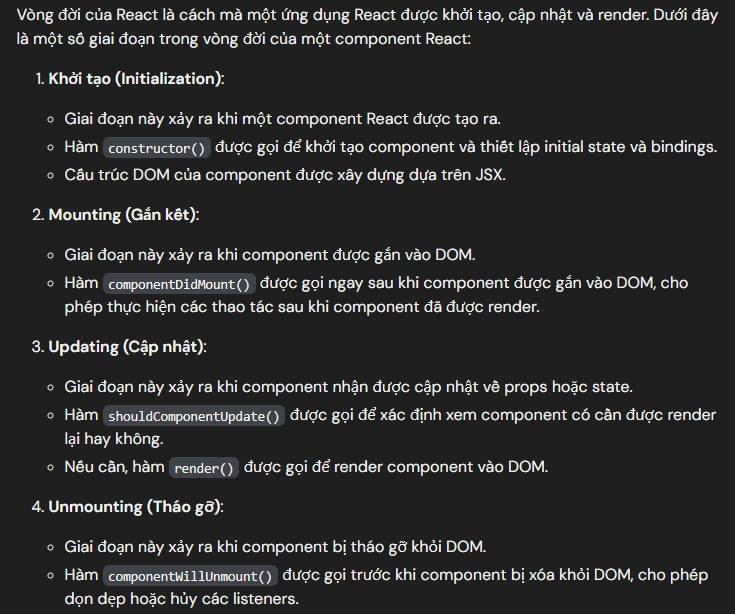 Vòng đời của React là cách mà một ứng dụng React được khởi tạo, cập nhật và render. Dưới đây
là một số giai đoạn trong vòng đời của một component React:
1. Khởi tạo (Initialization):
Giai đoạn này xảy ra khi một component React được tạo ra.
Hàm constructor() được gọi để khởi tạo component và thiết lập initial state và bindings.
Cấu trúc DOM của component được xây dựng dựa trên JSX.
2. Mounting (Gắn kết):
Giai đoạn này xảy ra khi component được gắn vào DOM.
Hàm componentDidMount() được gọi ngay sau khi component được gắn vào DOM, cho
phép thực hiện các thao tác sau khi component đã được render.
3. Updating (Cập nhật):
Giai đoạn này xảy ra khi component nhận được cập nhật về props hoặc state.
Hàm shouldComponentUpdate() được gọi để xác định xem component có cần được render
lại hay không.
Nếu cần, hàm render() được gọi để render component vào DOM.
4. Unmounting (Tháo gỡ):
Giai đoạn này xảy ra khi component bị tháo gỡ khỏi DOM.
Hàm componentWillUnmount() được gọi trước khi component bị xóa khỏi DOM, cho phép
dọn dẹp hoặc hủy các listeners.